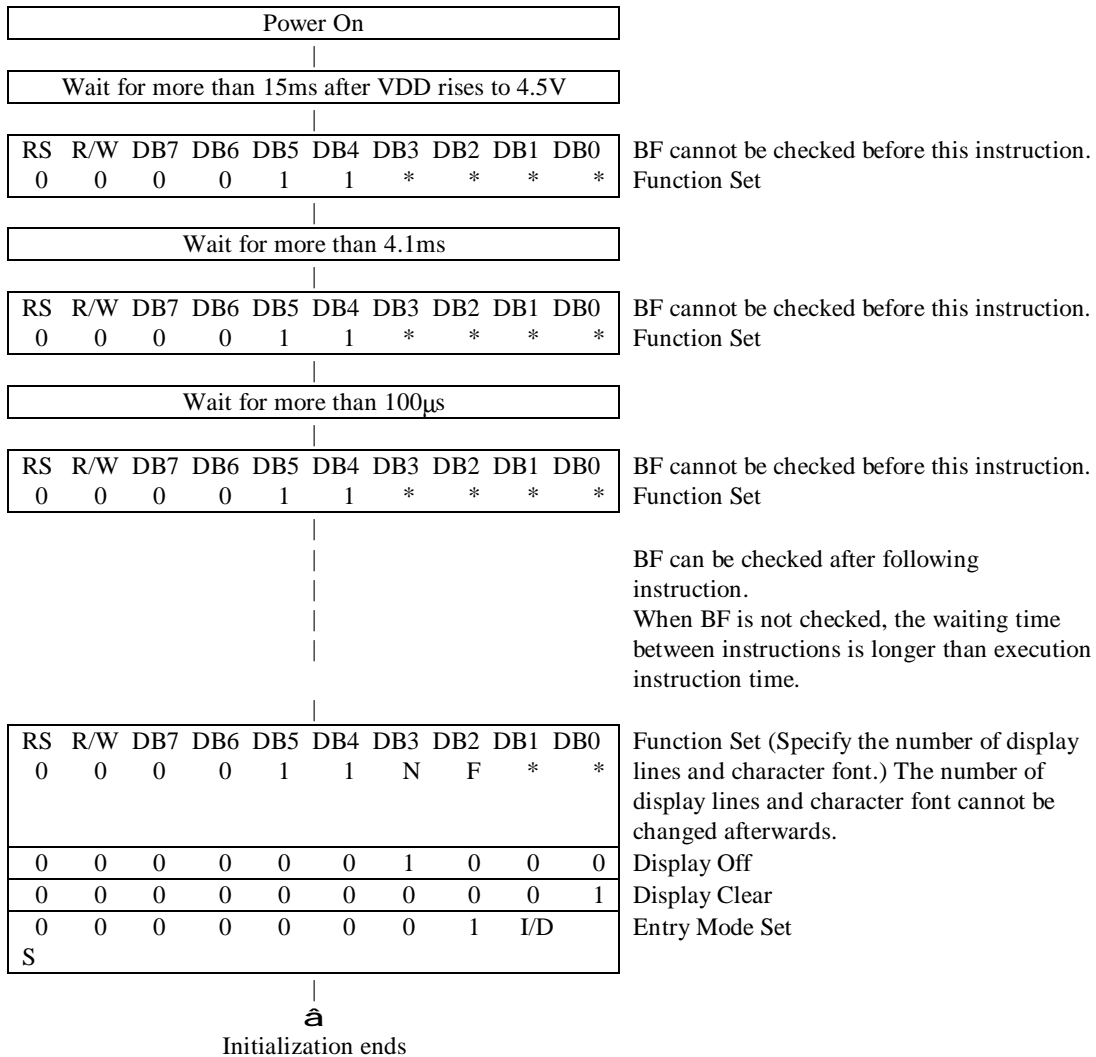 Power On
Wait for more than 15ms after VDD rises to 4.5V
RS R/W DB7 DB6 DB5 DB4 DB3 DB2 DB1 DB0 BF cannot be checked before this instruction.
0 0 0 0 1 1 * * * * Function Set
Wait for more than 4.1ms
RS R/W DB7 DB6 DB5 DB4 DB3 DB2 DB1 DB0 BF cannot be checked before this instruction.
0 0 0 0 1 1 * * * * Function Set
Wait for more than 100μs
RS R/W DB7 DB6 DB5 DB4 DB3 DB2 DB1 DB0 BF cannot be checked before this instruction.
0 0 0 0 1 1 * * * * Function Set
BF can be checked after following
instruction.
When BF is not checked, the waiting time
between instructions is longer than execution
instruction time.
RS R/W DB7 DB6 DB5 DB4 DB3 DB2 DB1 DB0 Function Set (Specify the number of display
0 0 0 0 1 1 N F * * lines and character font.) The number of
display lines and character font cannot be
changed afterwards.
0 0 0 0 0 0 1 0 0 0 Display Off
0 0 0 0 0 0 0 0 0 1 Display Clear
0 0 0 0 0 0 0 1 I/D Entry Mode Set
S
â
Initialization ends